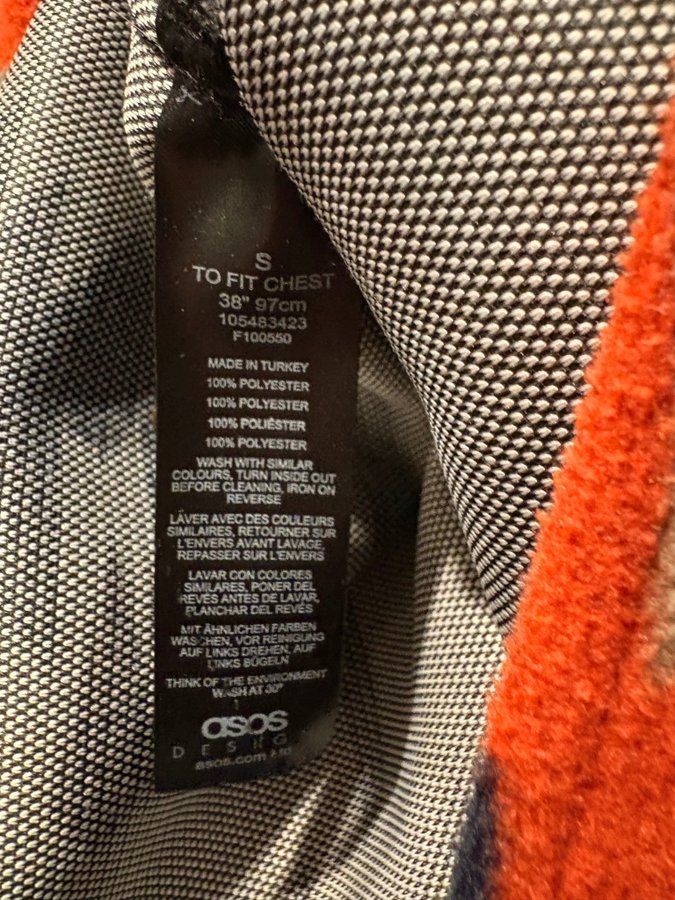 S
TO FIT CHEST
38" 97cm
105483423
F100550
MADE IN TURKEY
100% POLYESTER
100% POLYESTER
100% POLIÉSTER
100% POLYESTER
WASH WITH SIMILAR
COLOURS, TURN INSIDE OUT
BEFORE CLEANING, IRON ON
REVERSE
LAVER AVEC DES COULEURS
SIMILAIRES, RETOURNER SUR
L'ENVERS AVANT LAVAGE,
REPASSER SUR L'ENVERS
LAVAR CON COLORES
SIMILARES, PONER DEL
REVÉS ANTES DE LAVAR,
PLANCHAR DEL REVÉS
MIT ÄHNLICHEN FARBEN
WASCHEN, VOR REINIGUNG
AUF LINKS DREHEN, AUF
LINKS BÜGELN
THINK OF THE ENVIRONMENT
WASH AT 30°
asos
DESIGN
asos.com Ltd